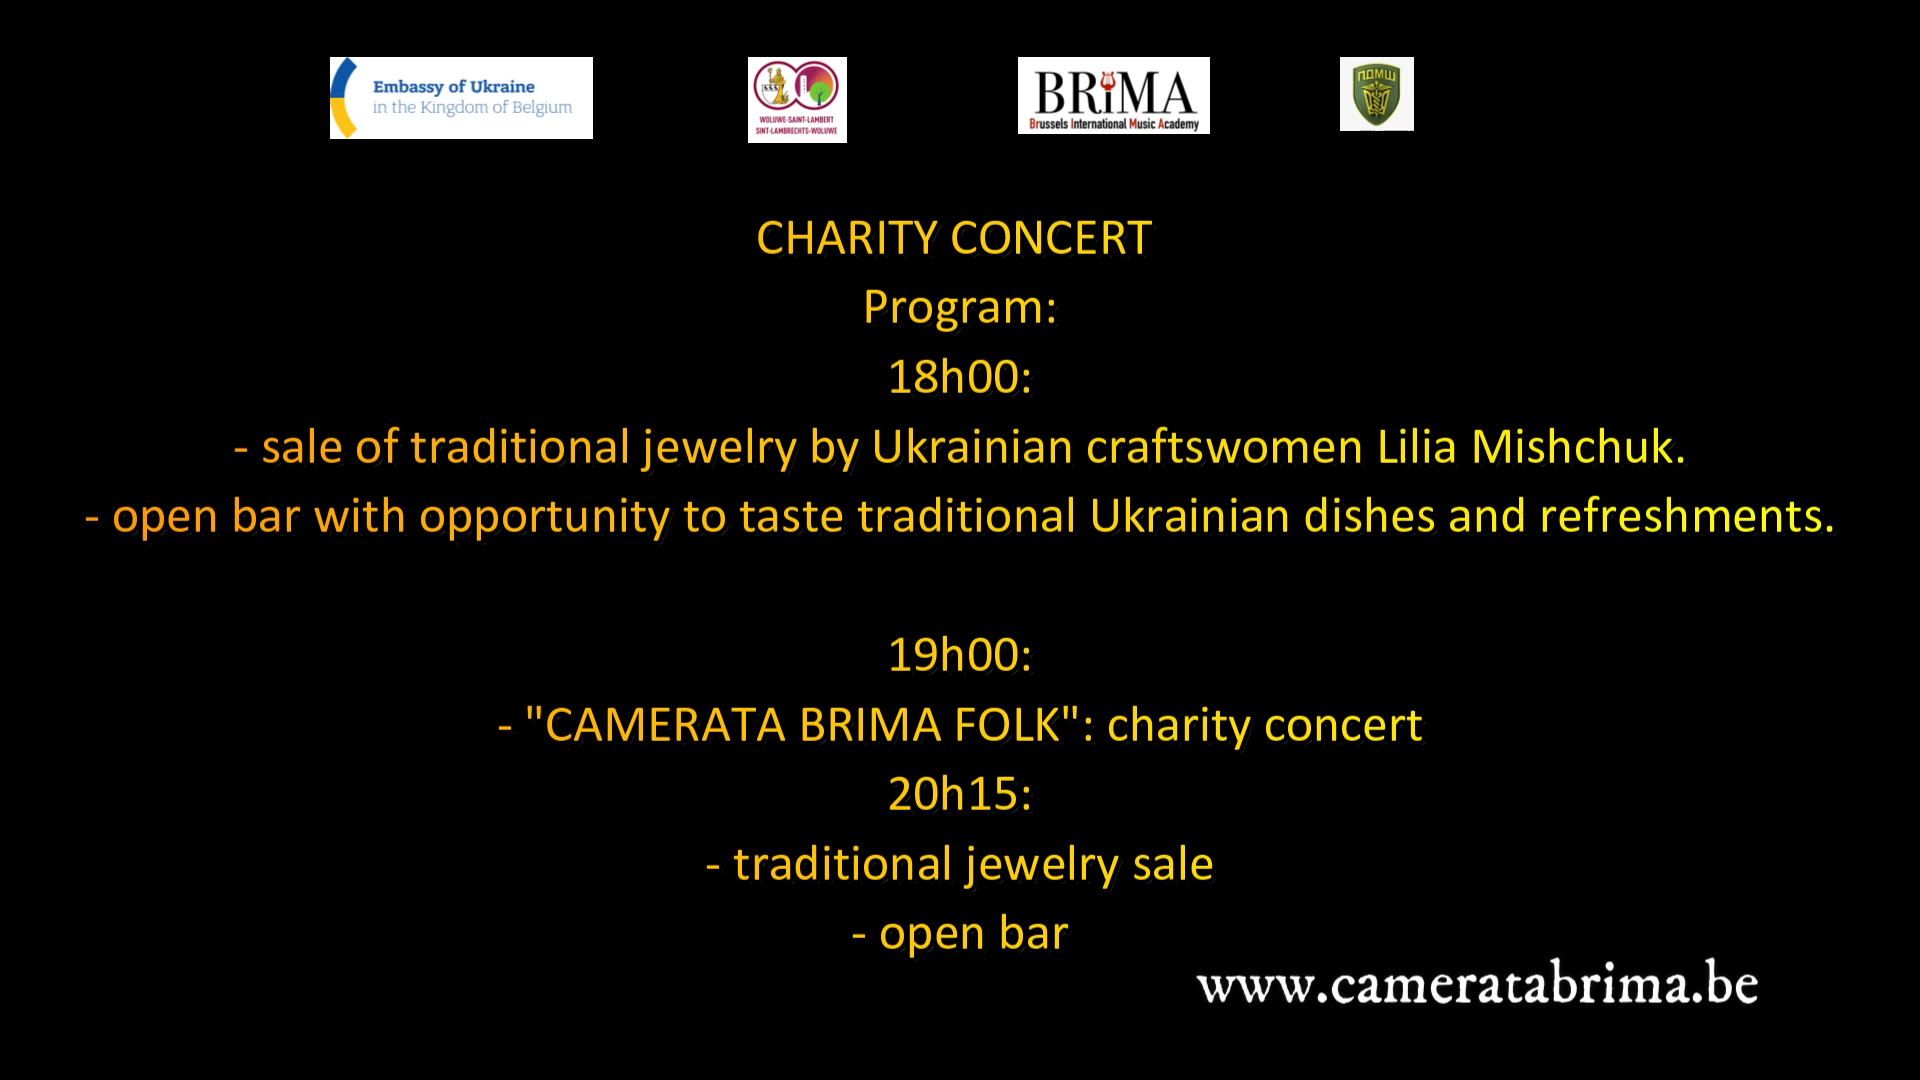 Embassy of Ukraine
in the Kingdom of Belgium
WOLUWE-SAINT-LAMBERT
SINT-LAMBRECHTS-WOLUWE
BRiMA
Brussels International Music Academy
ПДМШ
CHARITY CONCERT
Program:
18h00:
- sale of traditional jewelry by Ukrainian craftswomen Lilia Mishchuk.
- open bar with opportunity to taste traditional Ukrainian dishes and refreshments.
19h00:
- "CAMERATA BRIMA FOLK": charity concert
20h15:
- traditional jewelry sale
- open bar
www.cameratabrima.be